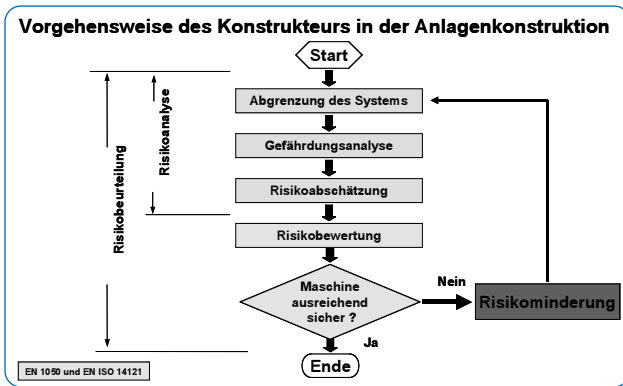 Vorgehensweise des Konstrukteurs in der Anlagenkonstruktion
Start
Abgrenzung des Systems
Gefährdungsanalyse
Risikoabschätzung
Risikobewertung
Maschine
ausreichend
sicher ?
Nein
Risikominderung
Ja
Ende
Risikoanalyse
Risikobeurteilung
EN 1050 und EN ISO 14121